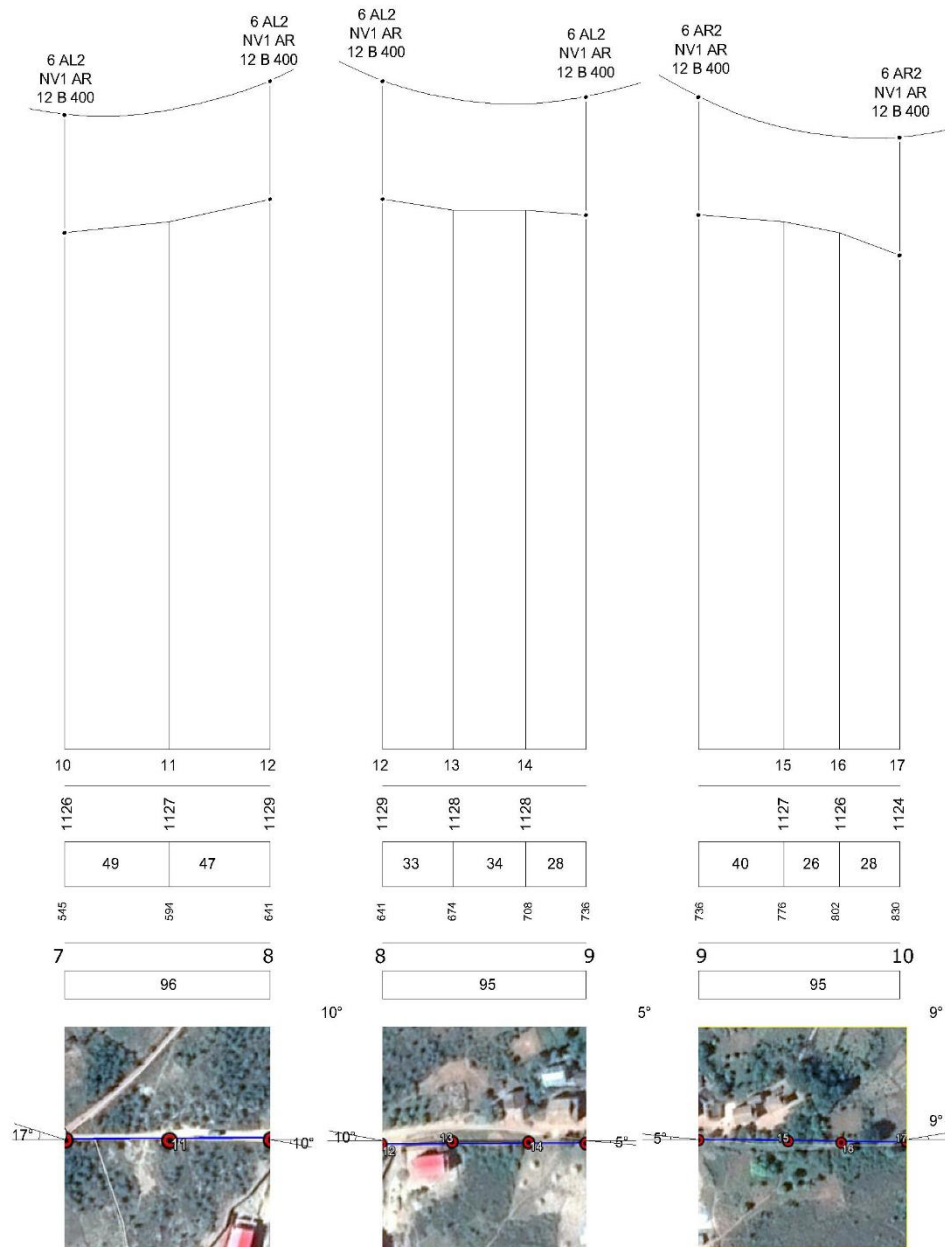 6 AL2
NV1 AR
12 B 400
6 AL2
NV1 AR
12 B 400
6 AL2
NV1 AR
12 B 400
6 AL2
NV1 AR
12 B 400
6 AR2
NV1 AR
12 B 400
6 AR2
NV1 AR
12 B 400
10 11 12 12 13 14 15 16 17
1126 1127 1129 1129 1128 1128 1127 1126 1124
49 47 33 34 28 40 26 28
545 594 641 641 674 708 736 736 776 802 830
7 8 8 9 9 10
96 95 95
10° 5° 9°
17° 11 10° 10° 12 13 14 5° 5° 15 16 17 9°